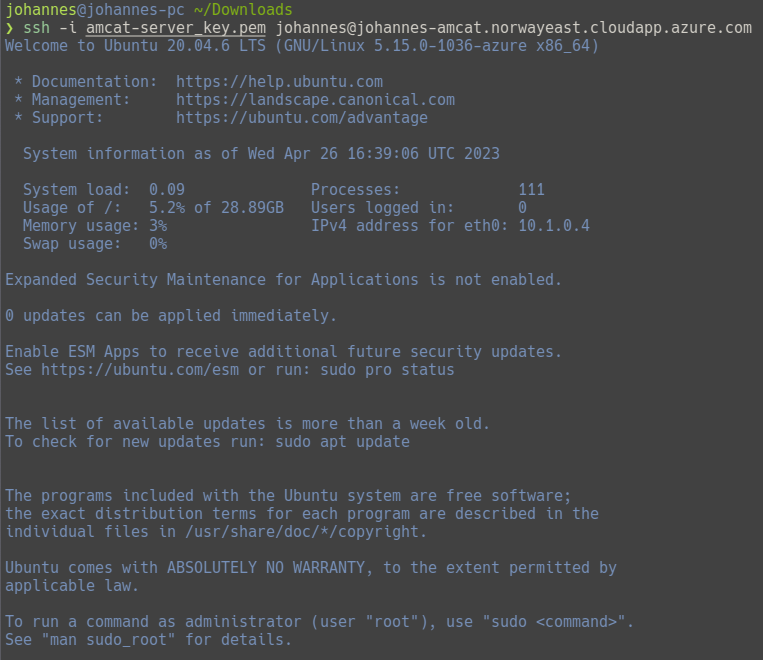 johannes@johannes-pc ~/Downloads
❯ ssh -i amcat-server_key.pem johannes@johannes-amcat.norwayeast.cloudapp.azure.com
Welcome to Ubuntu 20.04.6 LTS (GNU/Linux 5.15.0-1036-azure x86_64)
* Documentation:  https://help.ubuntu.com
* Management:     https://landscape.canonical.com
* Support:        https://ubuntu.com/advantage
System information as of Wed Apr 26 16:39:06 UTC 2023
System load:  0.09              Processes:             111
Usage of /:   5.2% of 28.89GB   Users logged in:       0
Memory usage: 3%                IPv4 address for eth0: 10.1.0.4
Swap usage:   0%
Expanded Security Maintenance for Applications is not enabled.
0 updates can be applied immediately.
Enable ESM Apps to receive additional future security updates.
See https://ubuntu.com/esm or run: sudo pro status
The list of available updates is more than a week old.
To check for new updates run: sudo apt update
The programs included with the Ubuntu system are free software;
the exact distribution terms for each program are described in the
individual files in /usr/share/doc/*/copyright.
Ubuntu comes with ABSOLUTELY NO WARRANTY, to the extent permitted by
applicable law.
To run a command as administrator (user "root"), use "sudo <command>".
See "man sudo_root" for details.